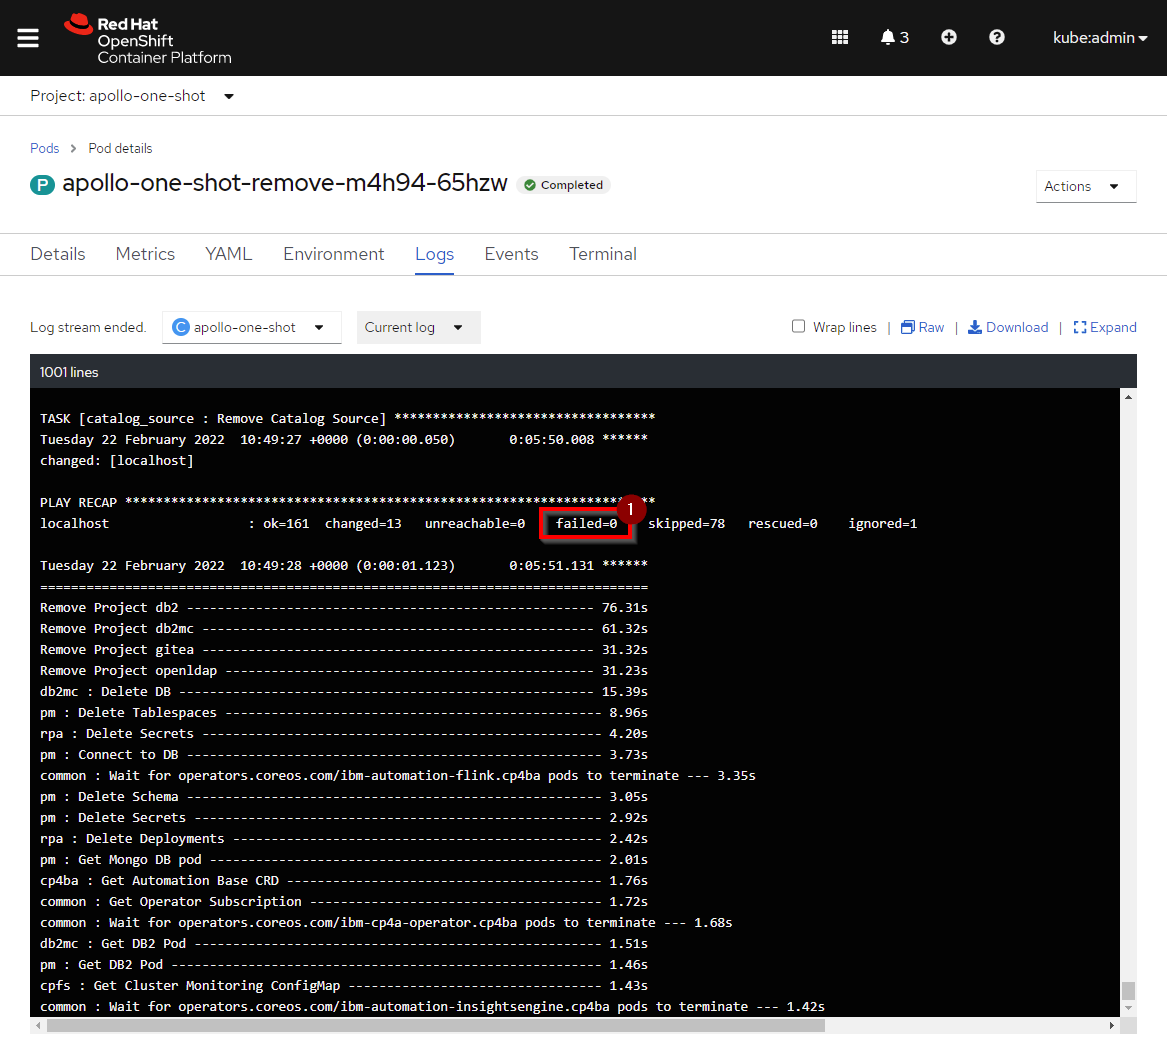 Red Hat
OpenShift
Container Platform
3
kube:admin
Project: apollo-one-shot
Pods > Pod details
P apollo-one-shot-remove-m4h94-65hzw Completed
Actions
Details Metrics YAML Environment Logs Events Terminal
Log stream ended. C apollo-one-shot Current log Wrap lines | Raw | Download | Expand
1001 lines
TASK [catalog_source : Remove Catalog Source] **********************************
Tuesday 22 February 2022  10:49:27 +0000 (0:00:00.050)       0:05:50.008 ******
changed: [localhost]
1
PLAY RECAP *********************************************************************
localhost                  : ok=161  changed=13   unreachable=0    failed=0    skipped=78   rescued=0    ignored=1
Tuesday 22 February 2022  10:49:28 +0000 (0:00:01.123)       0:05:51.131 ******
===============================================================================
Remove Project db2 ----------------------------------------------------- 76.31s
Remove Project db2mc --------------------------------------------------- 61.32s
Remove Project gitea --------------------------------------------------- 31.32s
Remove Project openldap ------------------------------------------------ 31.23s
db2mc : Delete DB ------------------------------------------------------ 15.39s
pm : Delete Tablespaces ------------------------------------------------- 8.96s
rpa : Delete Secrets ---------------------------------------------------- 4.20s
pm : Connect to DB ------------------------------------------------------ 3.73s
common : Wait for operators.coreos.com/ibm-automation-flink.cp4ba pods to terminate --- 3.35s
pm : Delete Schema ------------------------------------------------------ 3.05s
pm : Delete Secrets ----------------------------------------------------- 2.92s
rpa : Delete Deployments ------------------------------------------------ 2.42s
pm : Get Mongo DB pod --------------------------------------------------- 2.01s
cp4ba : Get Automation Base CRD ----------------------------------------- 1.76s
common : Get Operator Subscription -------------------------------------- 1.72s
common : Wait for operators.coreos.com/ibm-cp4a-operator.cp4ba pods to terminate --- 1.68s
db2mc : Get DB2 Pod ----------------------------------------------------- 1.51s
pm : Get DB2 Pod -------------------------------------------------------- 1.46s
cpfs : Get Cluster Monitoring ConfigMap --------------------------------- 1.43s
common : Wait for operators.coreos.com/ibm-automation-insightsengine.cp4ba pods to terminate --- 1.42s